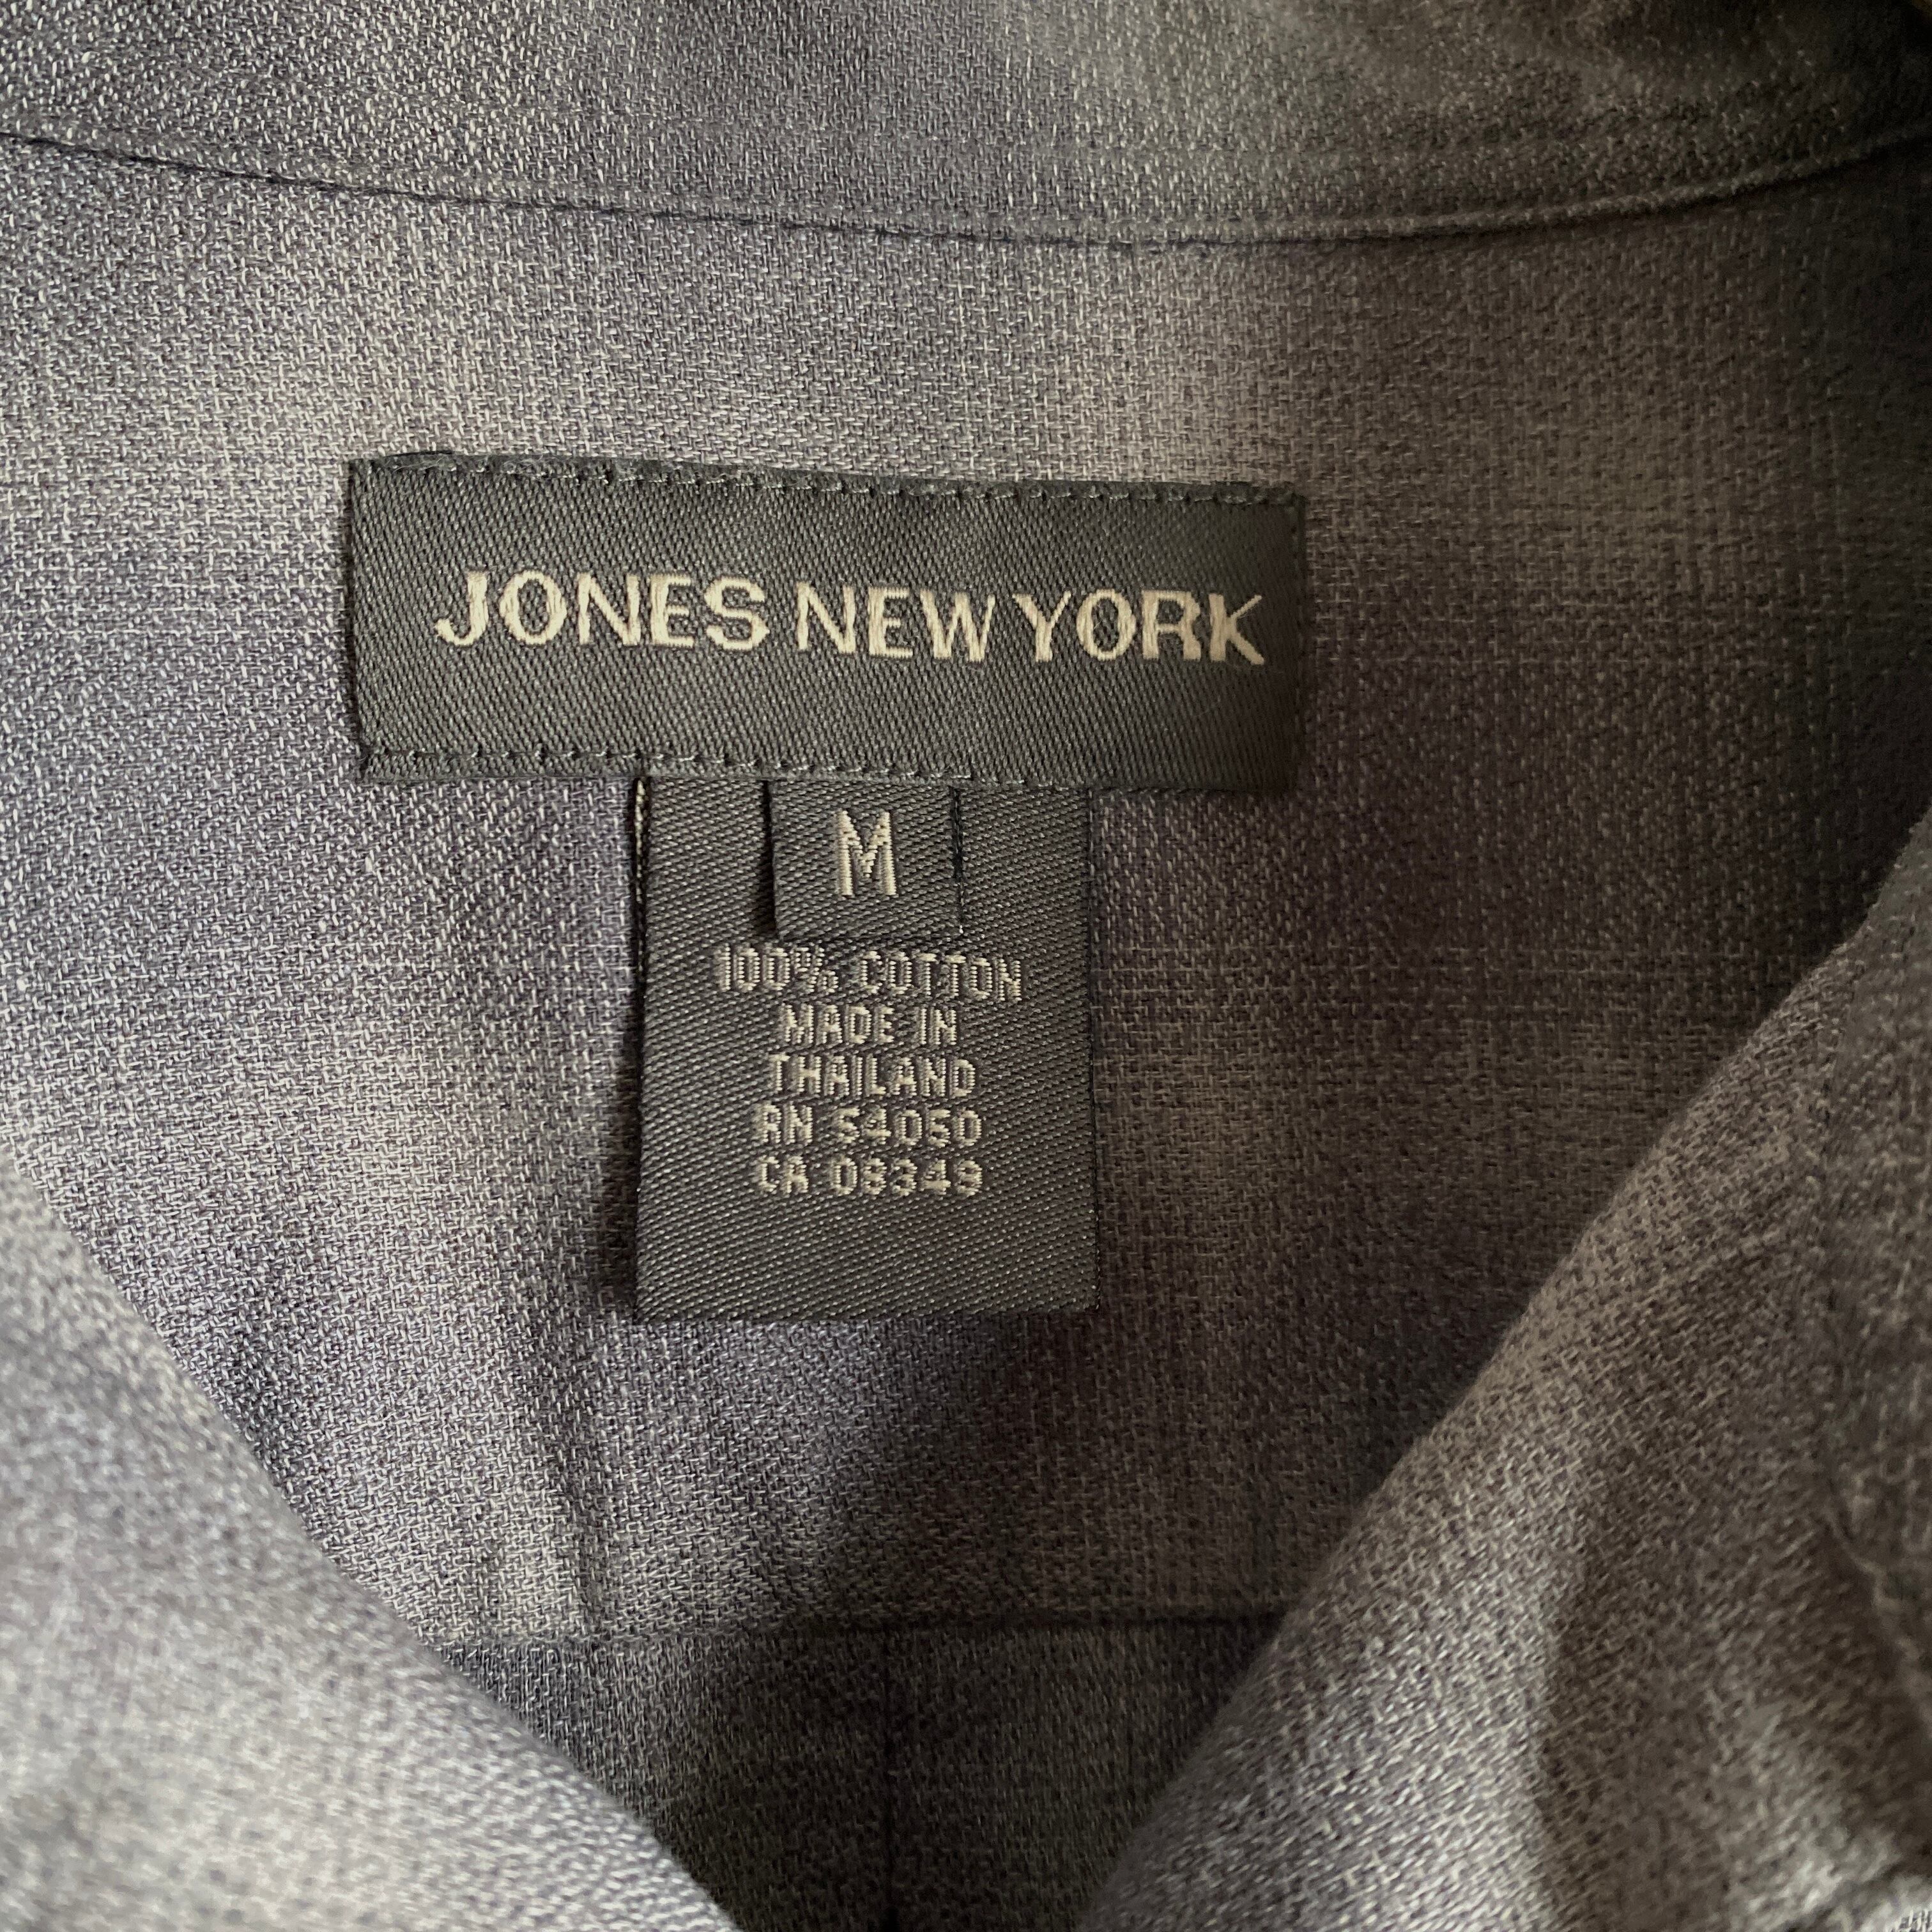 JONES NEW YORK
M
100% COTTON
MADE IN
THAILAND
RN 54050
CA 08349